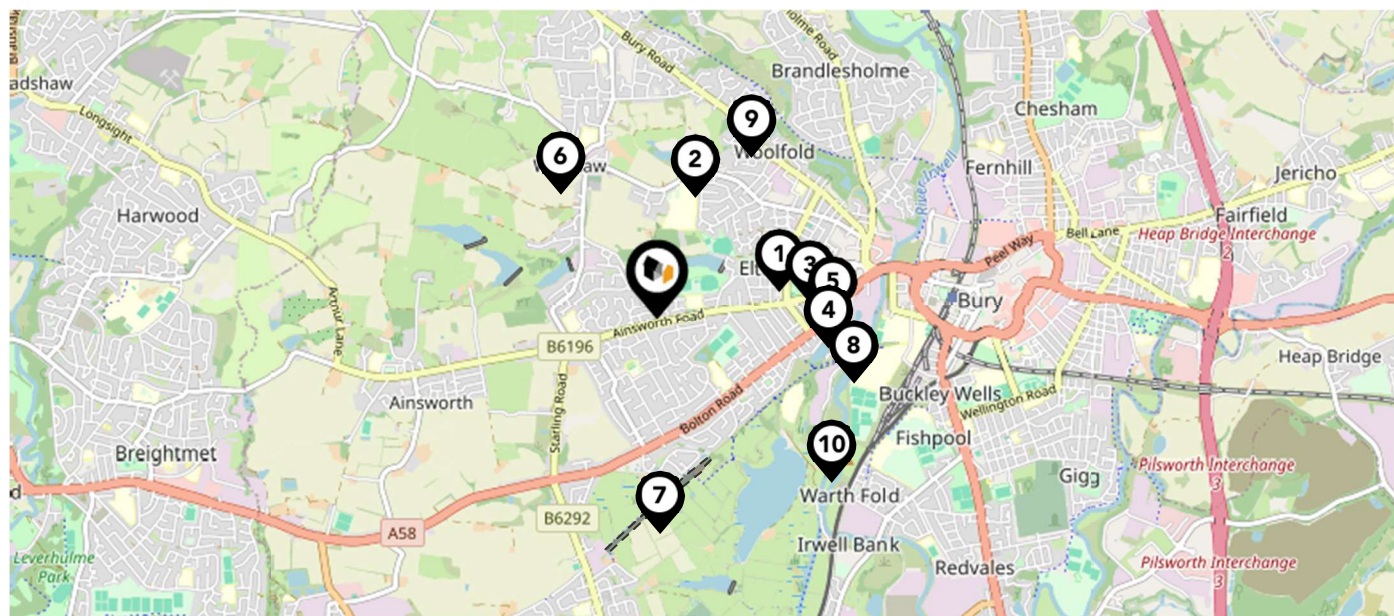 Bury Road
olme Road
Brandlesholme
adshaw
Longsight
Chesham
9
Woolfold
6
2
Fernhill
River Irwell
Jericho
Harwood
Fairfield
Heap Bridge Interchange
2
Bell Lane
Peel Way
1
3
5
4
Bury
Arthur Lane
Ainsworth Road
B6196
8
Heap Bridge
Ainsworth
Starling Road
Bolton Road
Buckley Wells
Wellington Road
10
Fishpool
Breightmet
Pilsworth Interchange
3
Gigg
7
Warth Fold
B6292
A58
Irwell Bank
Leverhulme
Park
Redvales
Pilsworth Interchange
3